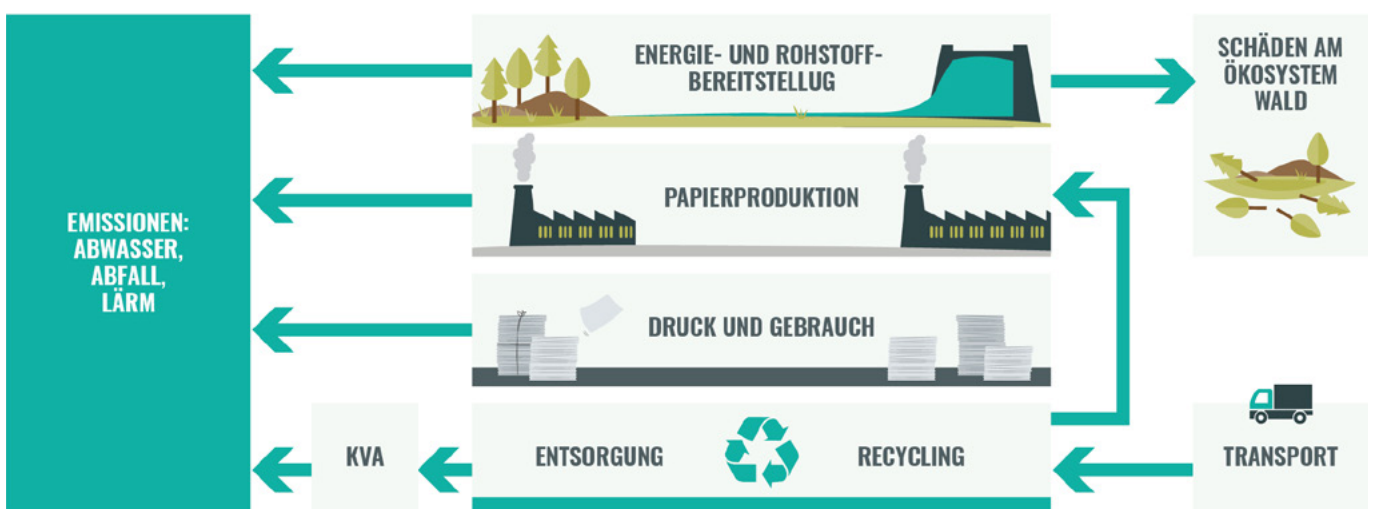 ENERGIE- UND ROHSTOFF-
BEREITSTELLUG
SCHÄDEN AM
ÖKOSYSTEM
WALD
PAPIERPRODUKTION
EMISSIONEN:
ABWASSER,
ABFALL,
LÄRM
DRUCK UND GEBRAUCH
KVA
ENTSORGUNG
RECYCLING
TRANSPORT